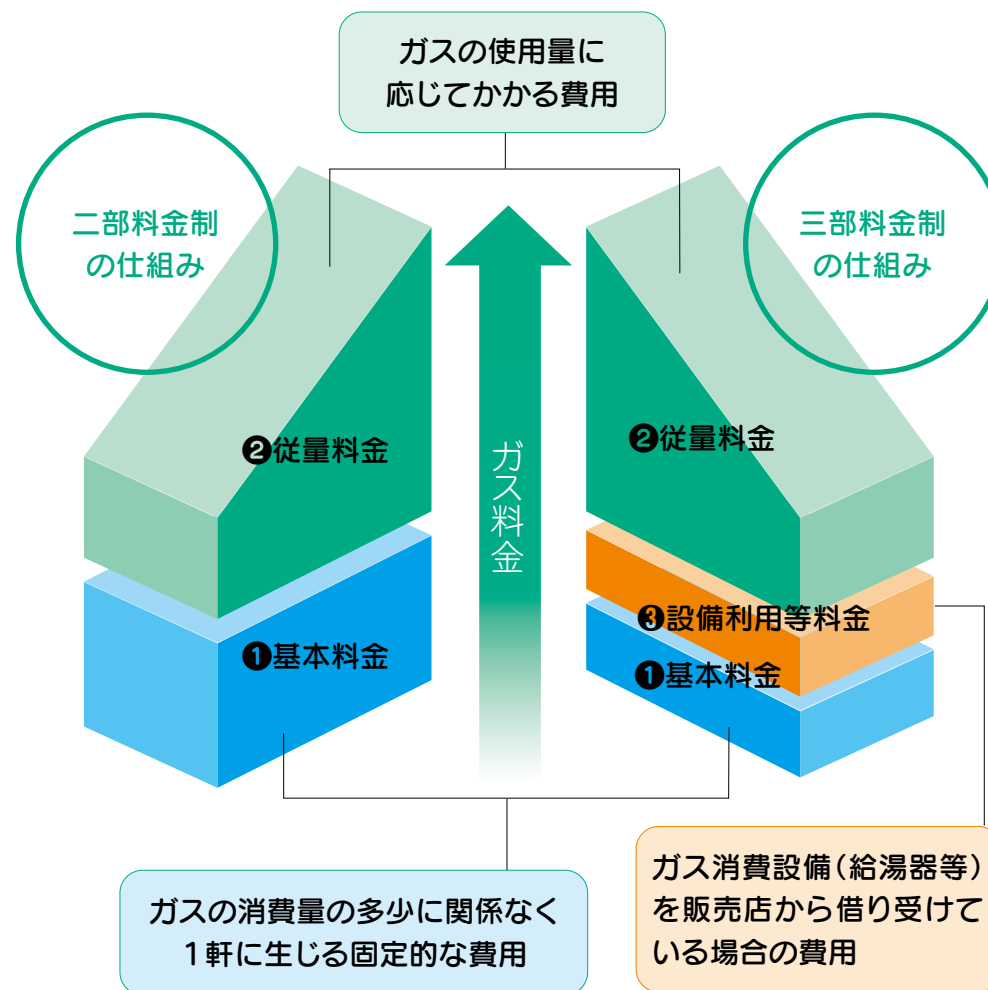 ガスの使用量に
応じてかかる費用
二部料金制
の仕組み
三部料金制
の仕組み
❷従量料金
❷従量料金
ガス料金
❸設備利用等料金
❶基本料金
❶基本料金
ガスの消費量の多少に関係なく
1軒に生じる固定的な費用
ガス消費設備(給湯器等)
を販売店から借り受けて
いる場合の費用